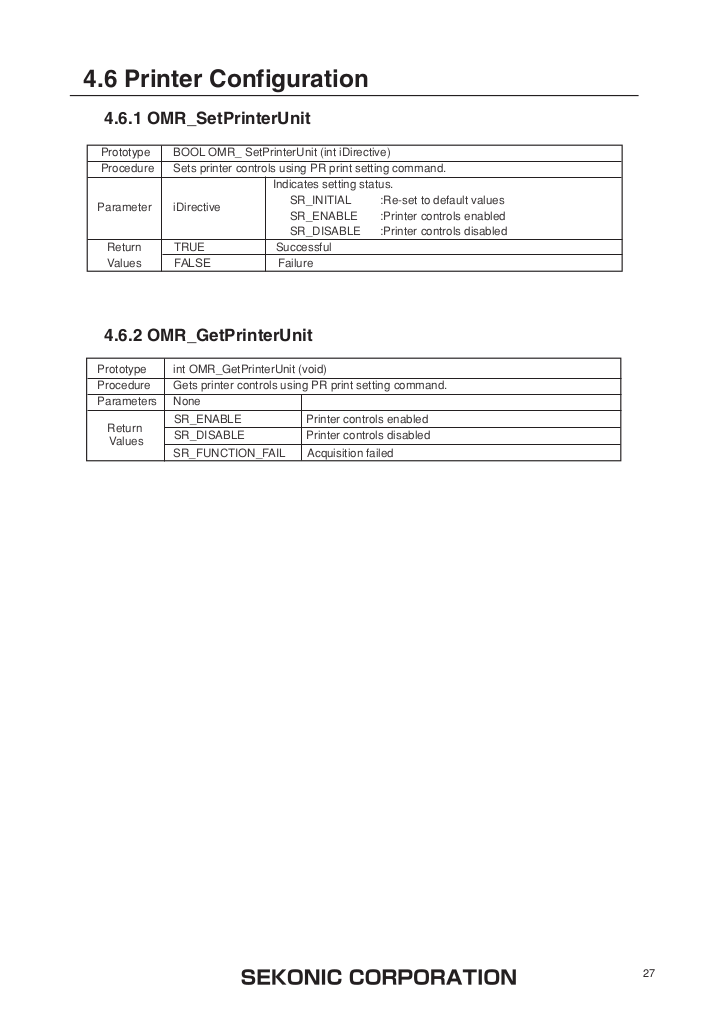 4.6 Printer Configuration
4.6.1 OMR_SetPrinterUnit
Prototype BOOL OMR_ SetPrinterUnit (int iDirective)
Procedure Sets printer controls using PR print setting command.
Parameter iDirective Indicates setting status.
SR_INITIAL :Re-set to default values
SR_ENABLE :Printer controls enabled
SR_DISABLE :Printer controls disabled
Return Values TRUE Successful
FALSE Failure
4.6.2 OMR_GetPrinterUnit
Prototype int OMR_GetPrinterUnit (void)
Procedure Gets printer controls using PR print setting command.
Parameters None
Return Values SR_ENABLE Printer controls enabled
SR_DISABLE Printer controls disabled
SR_FUNCTION_FAIL Acquisition failed
SEKONIC CORPORATION 27